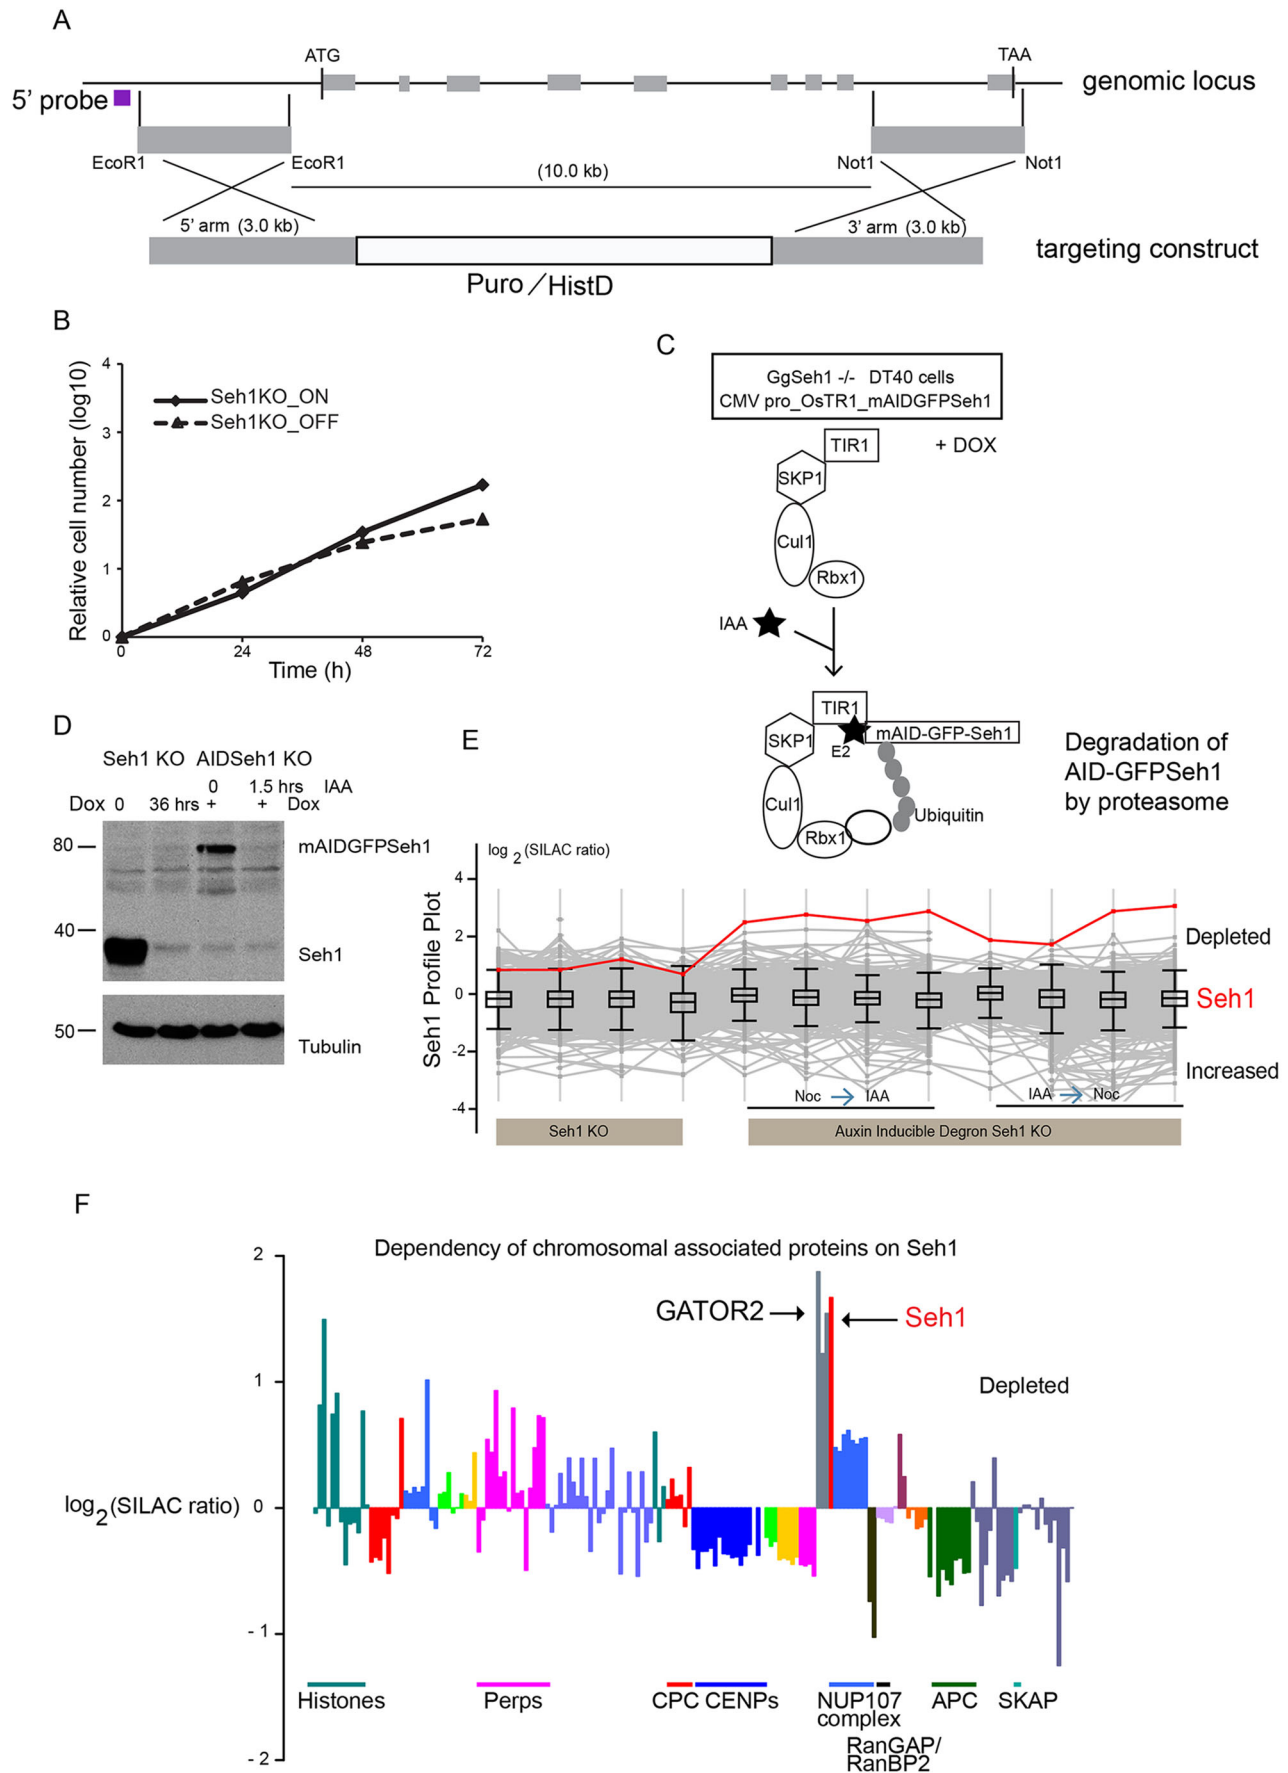 A
ATG
TAA
genomic locus
5' probe
EcoR1
EcoR1
Not1
Not1
(10.0 kb)
5' arm (3.0 kb)
3' arm (3.0 kb)
targeting construct
Puro / HistD
B
Relative cell number (log10)
4
3
2
1
0
Seh1KO_ON
Seh1KO_OFF
0
24
48
72
Time (h)
C
GgSeh1 -/- DT40 cells
CMV pro_OsTR1_mAIDGFPSeh1
TIR1
+ DOX
SKP1
Cul1
Rbx1
IAA
TIR1
SKP1
E2
mAID-GFP-Seh1
Cul1
Rbx1
Ubiquitin
Degradation of
AID-GFPSeh1
by proteasome
D
Seh1 KO AIDSeh1 KO
0 1.5 hrs IAA
Dox 0 36 hrs + + Dox
80
mAIDGFPSeh1
40
Seh1
50
Tubulin
E
log 2 (SILAC ratio)
Seh1 Profile Plot
4
2
0
-2
-4
Depleted
Seh1
Increased
Noc → IAA
IAA → Noc
Seh1 KO
Auxin Inducible Degron Seh1 KO
F
Dependency of chromosomal associated proteins on Seh1
2
1
0
- 1
- 2
log2(SILAC ratio)
GATOR2
Seh1
Depleted
Histones
Perps
CPC
CENPs
NUP107
complex
RanGAP/
RanBP2
APC
SKAP